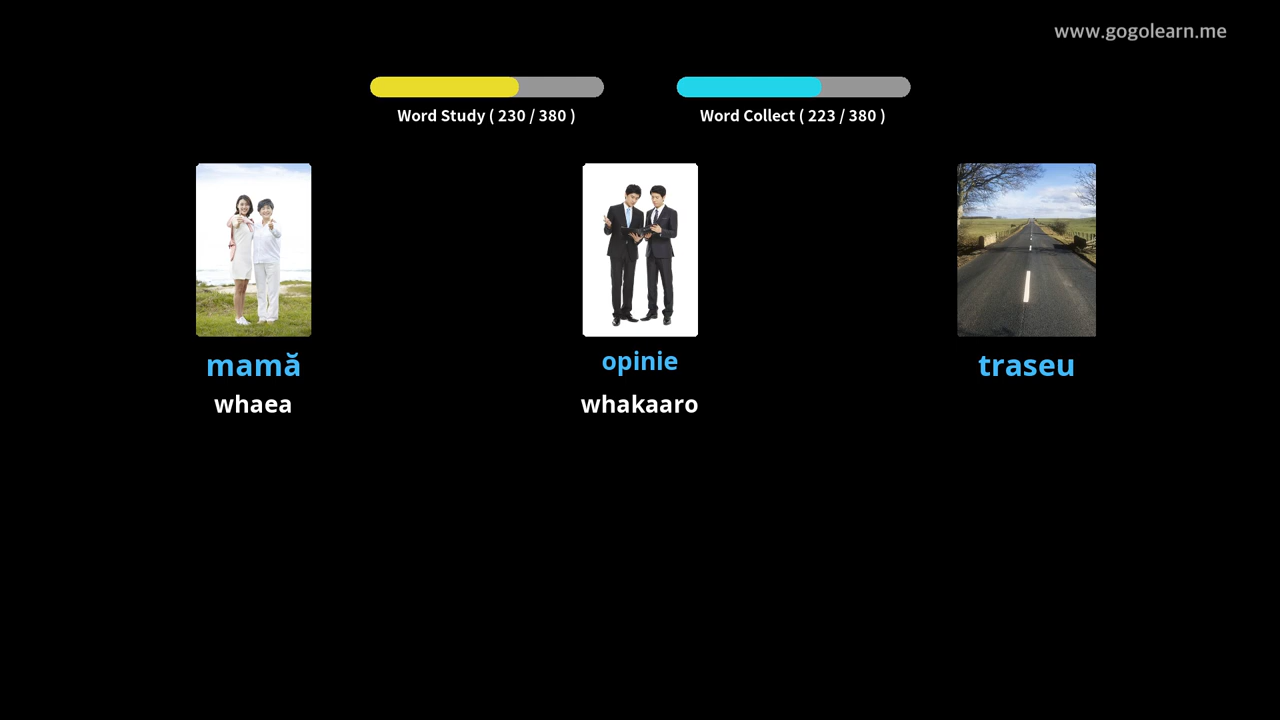 www.gogolearn.me
Word Study ( 230 / 380 )
Word Collect ( 223 / 380 )
mamă
opinie
traseu
whaea
whakaaro